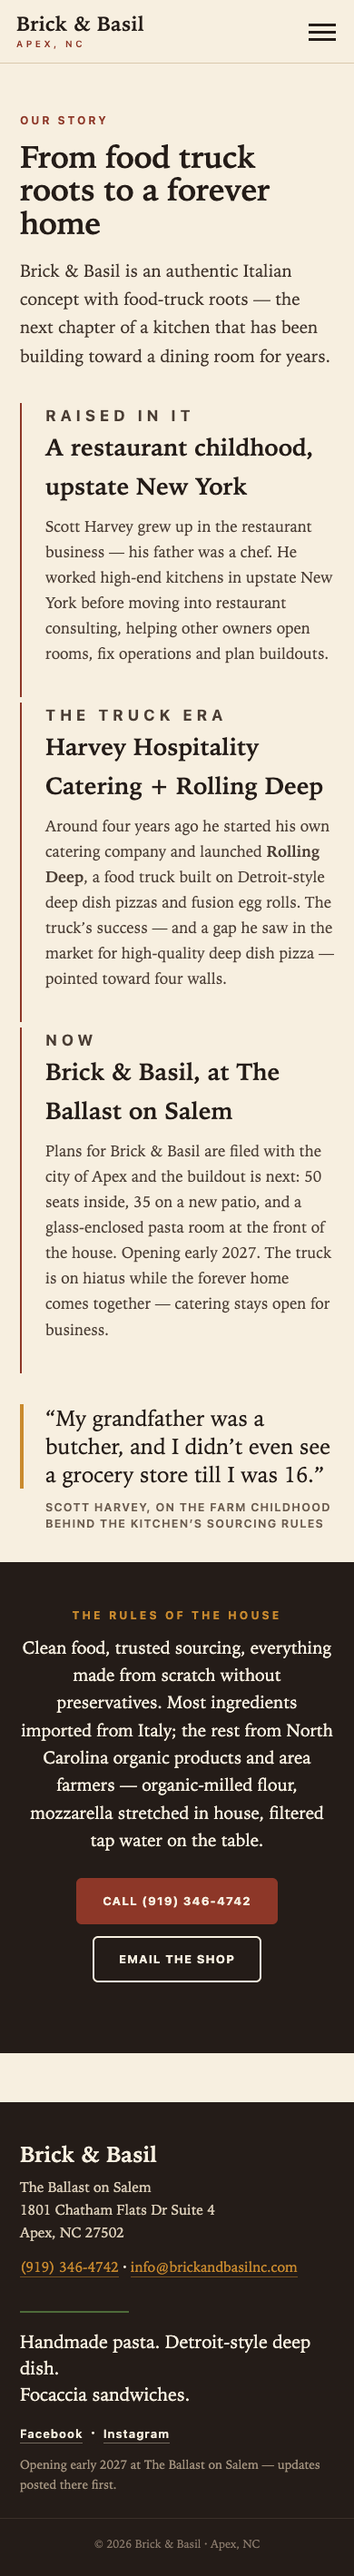 Brick & Basil
APEX, NC
OUR STORY
From food truck
roots to a forever
home
Brick & Basil is an authentic Italian
concept with food-truck roots — the
next chapter of a kitchen that has been
building toward a dining room for years.
RAISED IN IT
A restaurant childhood,
upstate New York
Scott Harvey grew up in the restaurant
business — his father was a chef. He
worked high-end kitchens in upstate New
York before moving into restaurant
consulting, helping other owners open
rooms, fix operations and plan buildouts.
THE TRUCK ERA
Harvey Hospitality
Catering + Rolling Deep
Around four years ago he started his own
catering company and launched Rolling
Deep, a food truck built on Detroit-style
deep dish pizzas and fusion egg rolls. The
truck’s success — and a gap he saw in the
market for high-quality deep dish pizza —
pointed toward four walls.
NOW
Brick & Basil, at The
Ballast on Salem
Plans for Brick & Basil are filed with the
city of Apex and the buildout is next: 50
seats inside, 35 on a new patio, and a
glass-enclosed pasta room at the front of
the house. Opening early 2027. The truck
is on hiatus while the forever home
comes together — catering stays open for
business.
“My grandfather was a
butcher, and I didn’t even see
a grocery store till I was 16.”
SCOTT HARVEY, ON THE FARM CHILDHOOD
BEHIND THE KITCHEN’S SOURCING RULES
THE RULES OF THE HOUSE
Clean food, trusted sourcing, everything
made from scratch without
preservatives. Most ingredients
imported from Italy; the rest from North
Carolina organic products and area
farmers — organic-milled flour,
mozzarella stretched in house, filtered
tap water on the table.
CALL (919) 346-4742
EMAIL THE SHOP
Brick & Basil
The Ballast on Salem
1801 Chatham Flats Dr Suite 4
Apex, NC 27502
(919) 346-4742 · info@brickandbasilnc.com
Handmade pasta. Detroit-style deep
dish.
Focaccia sandwiches.
Facebook · Instagram
Opening early 2027 at The Ballast on Salem — updates
posted there first.
© 2026 Brick & Basil · Apex, NC